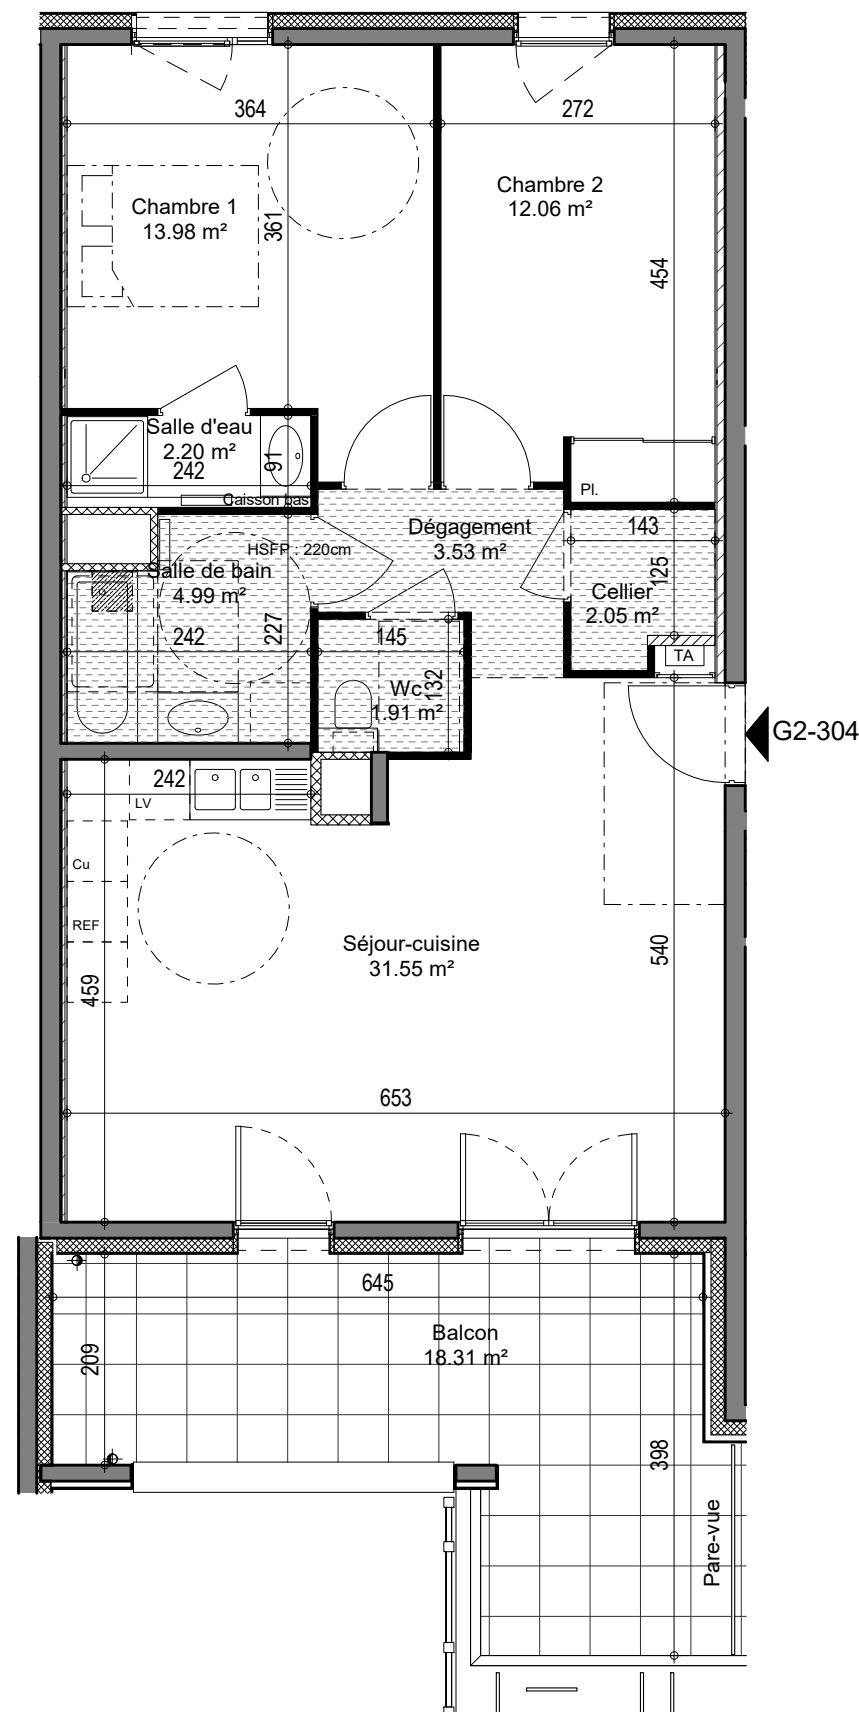 364
272
Chambre 1
13.98 m²
361
Chambre 2
12.06 m²
454
Salle d'eau
2.20 m²
242
91
Caisson bas
Pl.
HSFP : 220cm
Dégagement
3.53 m²
143
125
Salle de bain
4.99 m²
Cellier
2.05 m²
242
227
145
132
Wc
1.91 m²
TA
G2-304
242
LV
Cu
REF
459
Séjour-cuisine
31.55 m²
540
653
645
Balcon
18.31 m²
209
398
Pare-vue